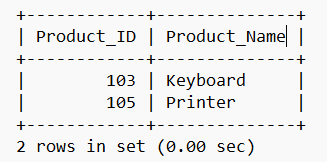 +------------+--------------+
| Product_ID | Product_Name |
+------------+--------------+
|        103 | Keyboard     |
|        105 | Printer      |
+------------+--------------+
2 rows in set (0.00 sec)